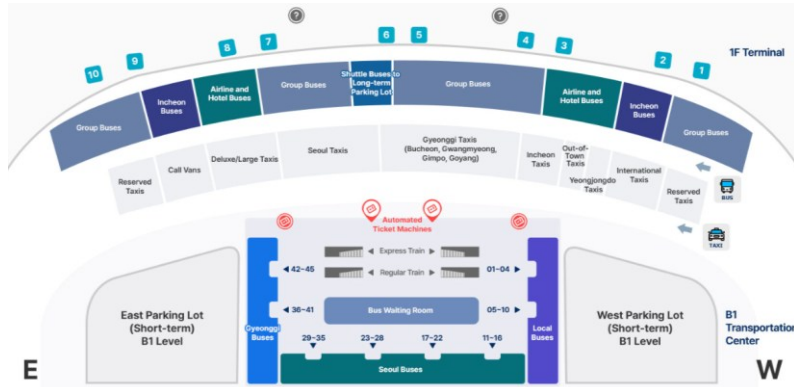 ?
?
10
9
8
7
6
5
4
3
2
1
1F Terminal
Group Buses
Incheon
Buses
Airline and
Hotel Buses
Group Buses
Shuttle Buses to
Long-term
Parking Lot
Group Buses
Airline and
Hotel Buses
Incheon
Buses
Group Buses
Reserved
Taxis
Call Vans
Deluxe/Large Taxis
Seoul Taxis
Gyeonggi Taxis
(Bucheon, Gwangmyeong,
Gimpo, Goyang)
Incheon
Taxis
Out-of-
Town
Taxis
Yeongjongdo
Taxis
International
Taxis
Reserved
Taxis
BUS
TAXI
Automated
Ticket Machines
◀ Express Train ▶
◀ Regular Train ▶
◀ 42-45
01-04 ▶
◀ 36-41
Bus Waiting Room
05-10 ▶
29-35
23-28
17-22
11-16
Gyeonggi
Buses
Local
Buses
Seoul Buses
East Parking Lot
(Short-term)
B1 Level
West Parking Lot
(Short-term)
B1 Level
B1
Transportation
Center
E
W